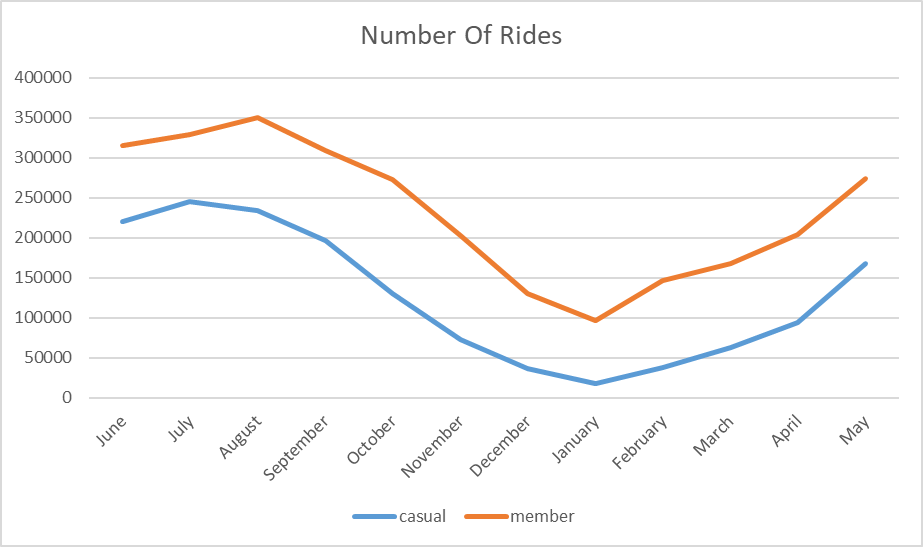 Number Of Rides
400000
350000
300000
250000
200000
150000
100000
50000
0
June
July
August
September
October
November
December
January
February
March
April
May
casual
member